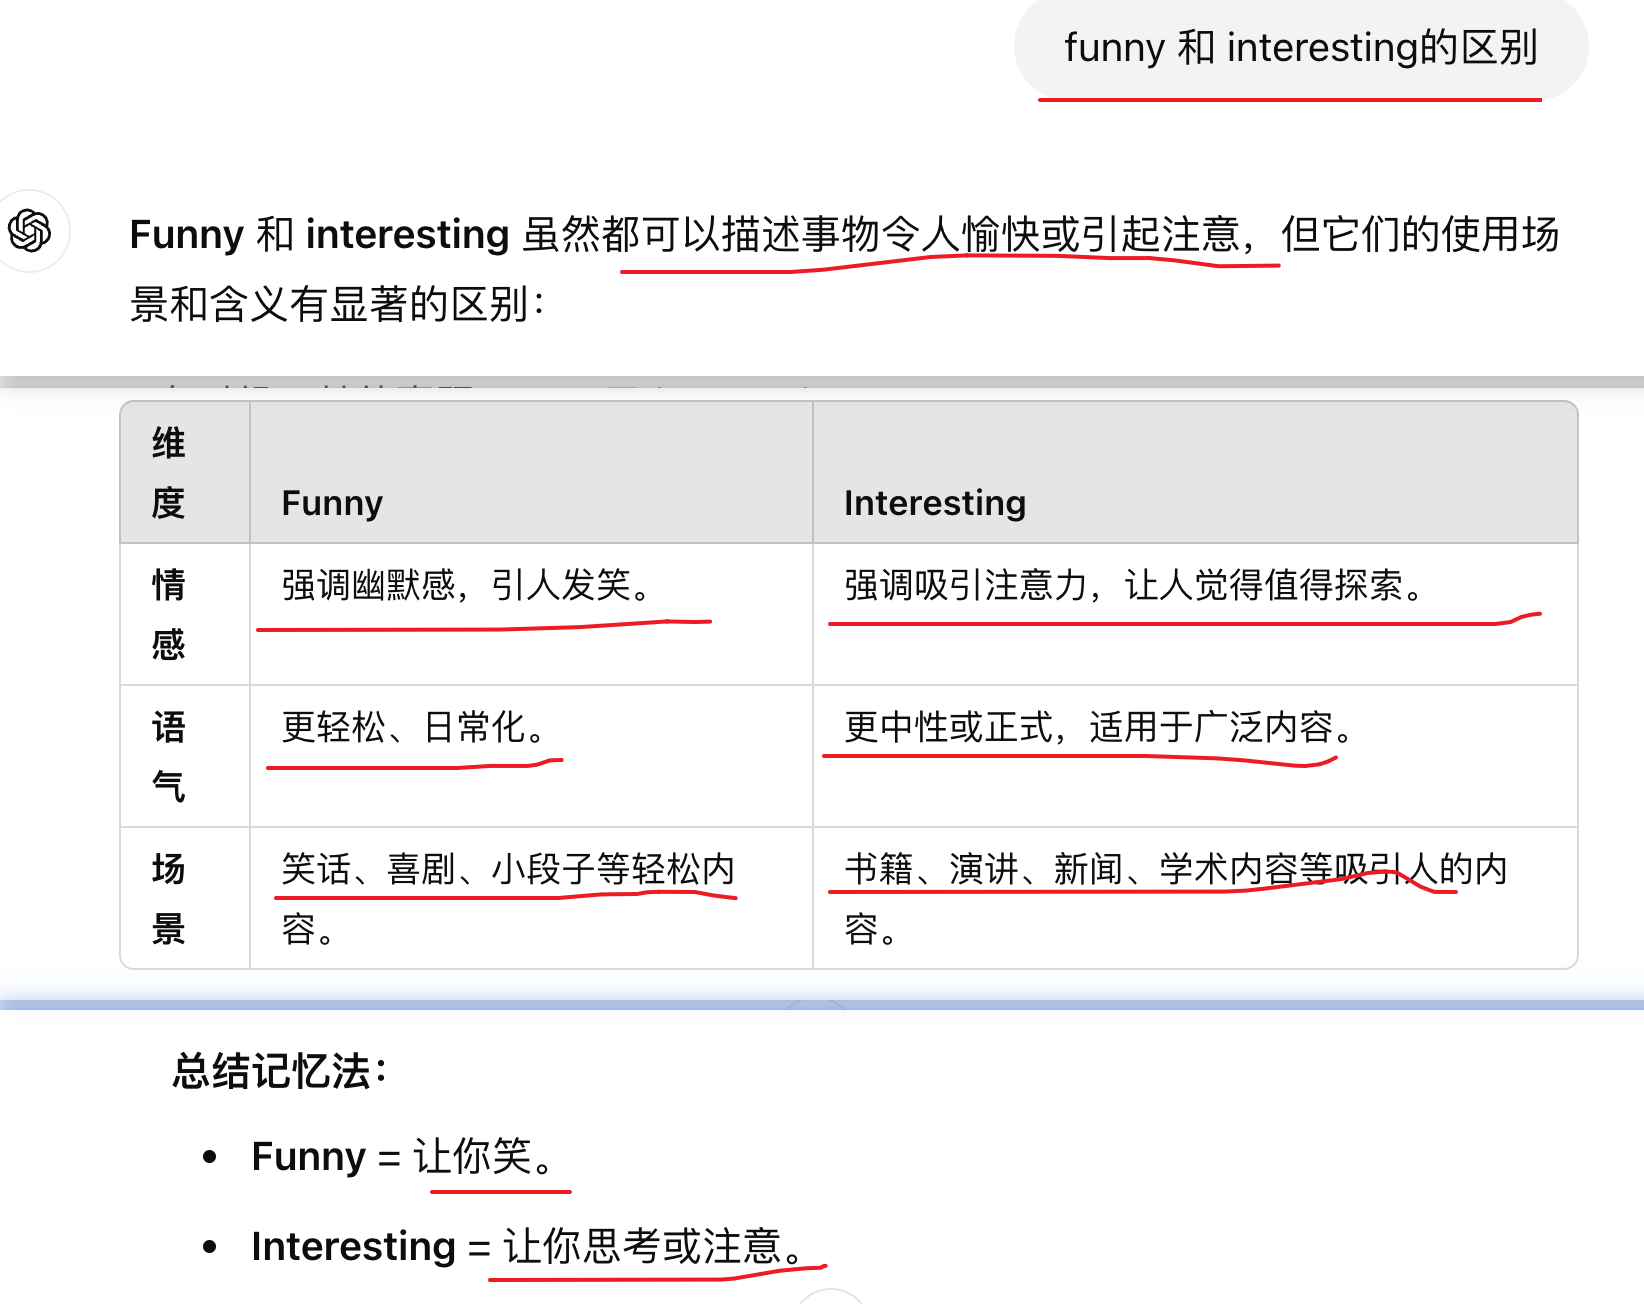 funny 和 interesting的区别
Funny 和 interesting 虽然都可以描述事物令人愉快或引起注意，但它们的使用场
景和含义有显著的区别：
维
度
Funny
Interesting
情
感
强调幽默感，引人发笑。
强调吸引注意力，让人觉得值得探索。
语
气
更轻松、日常化。
更中性或正式，适用于广泛内容。
场
景
笑话、喜剧、小段子等轻松内
容。
书籍、演讲、新闻、学术内容等吸引人的内
容。
总结记忆法：
• Funny = 让你笑。
• Interesting = 让你思考或注意。